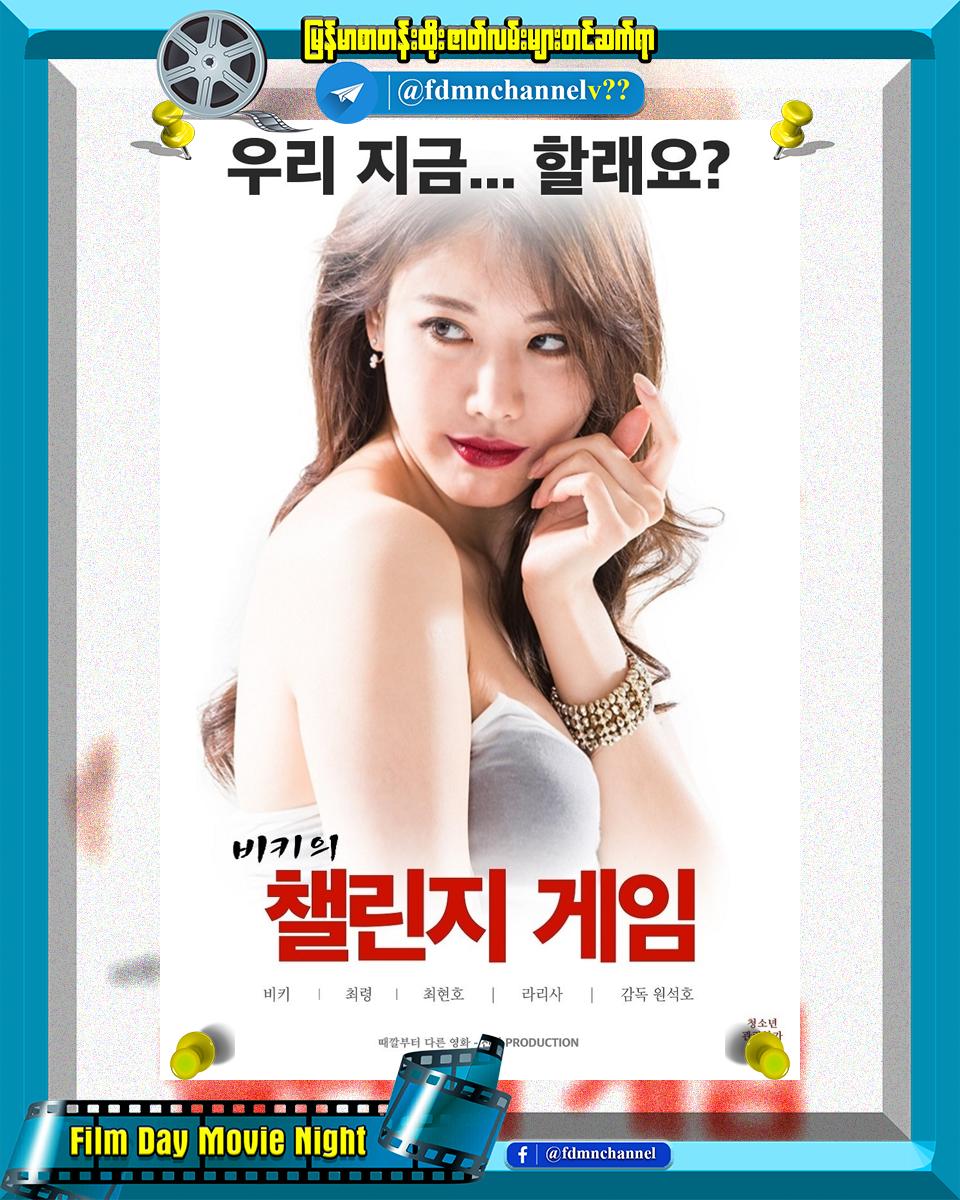 မြန်မာစာတန်းထိုးဇာတ်လမ်းများတင်ဆက်ရာ
@fdmnchannelv??
우리 지금... 할래요?
비키의
챌린지 게임
비키 | 최령 | 최현호 | 라리사 | 감독 원석호
때깔부터 다른 영화 - PRODUCTION
청소년
Film Day Movie Night
@fdmnchannel